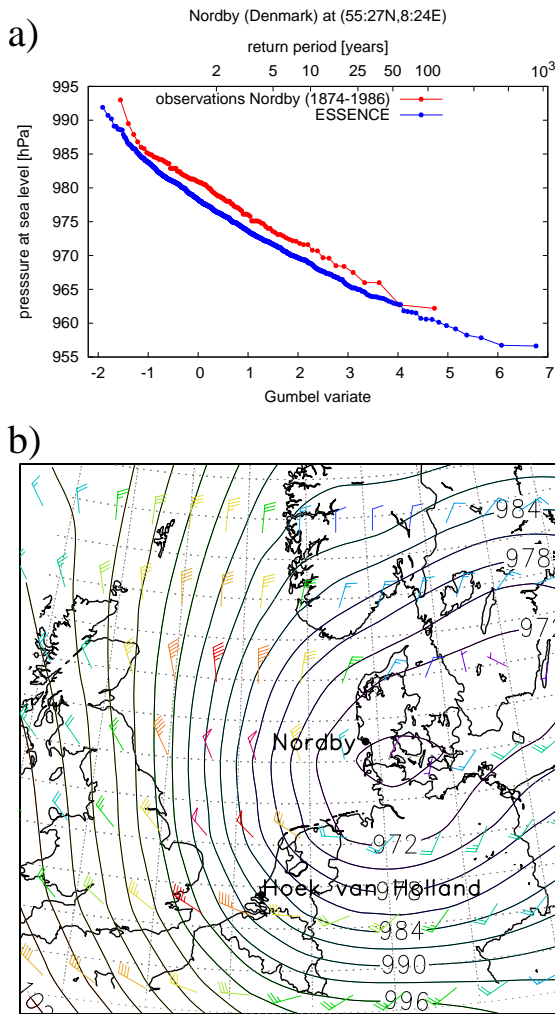 Nordby (Denmark) at (55:27N,8:24E)
a)
return period [years]
2 5 10 25 50 100 10³
995
990
985
980
975
970
965
960
955
presssure at sea level [hPa]
observations Nordby (1874-1986)
ESSENCE
-2 -1 0 1 2 3 4 5 6 7
Gumbel variate
b)
984
978
Nordby
972
978
Hoek van Holland
984
990
996